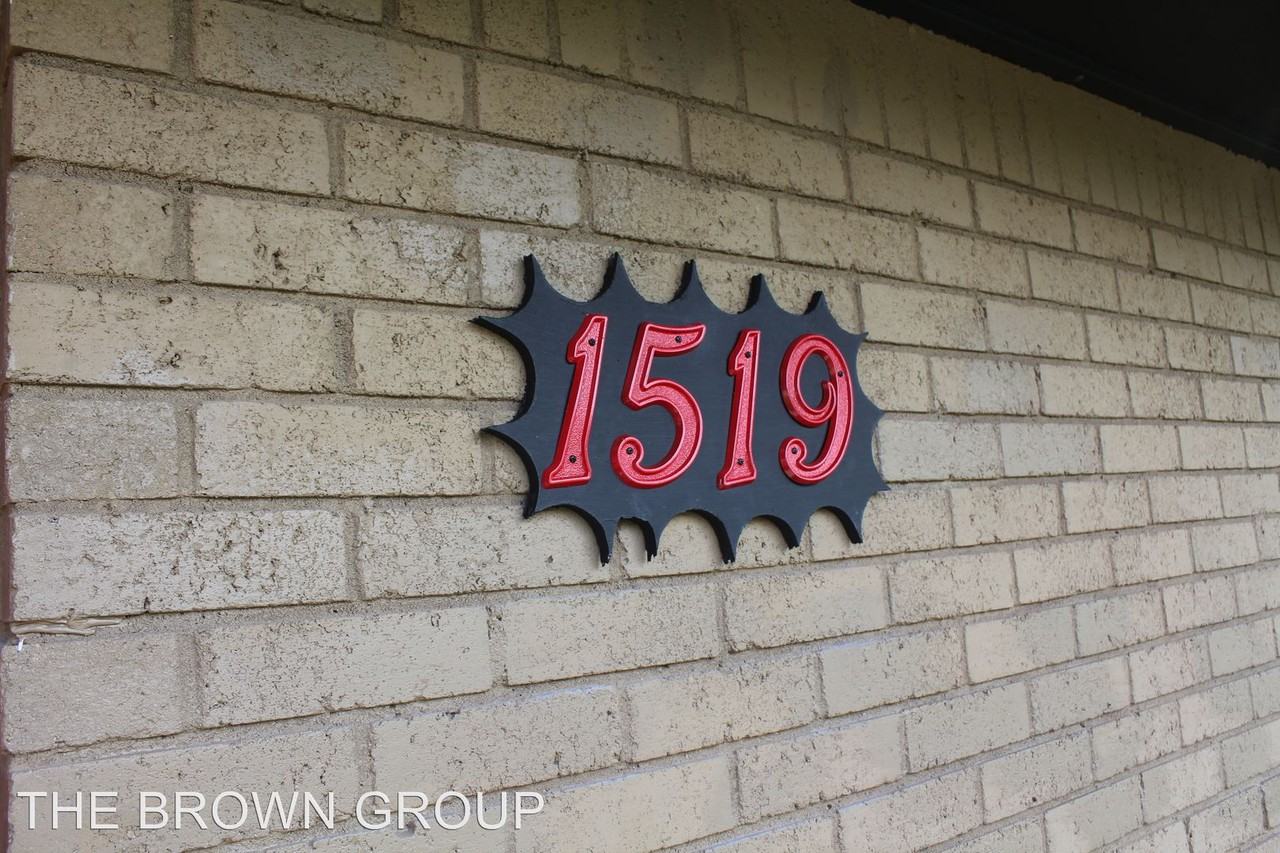 1519
THE BROWN GROUP